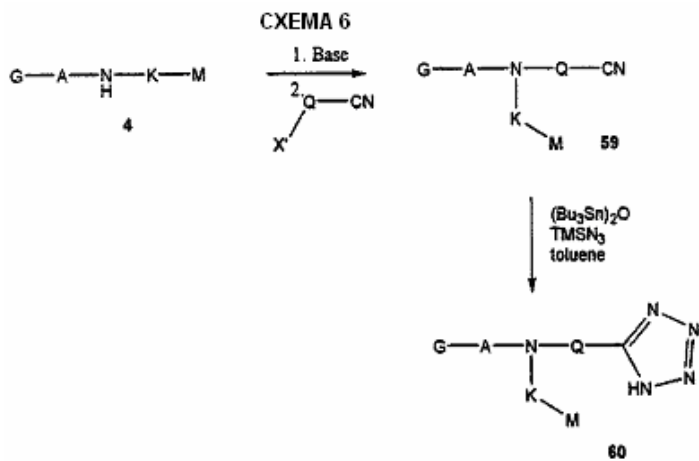 СХЕМА 6
G—A—N—K—M
H
4
1. Base
2.
Q—CN
X'
G—A—N—Q—CN
K
M
59
(Bu₃Sn)₂O
TMSN₃
toluene
G—A—N—Q
N
N
N
HN
K
M
60